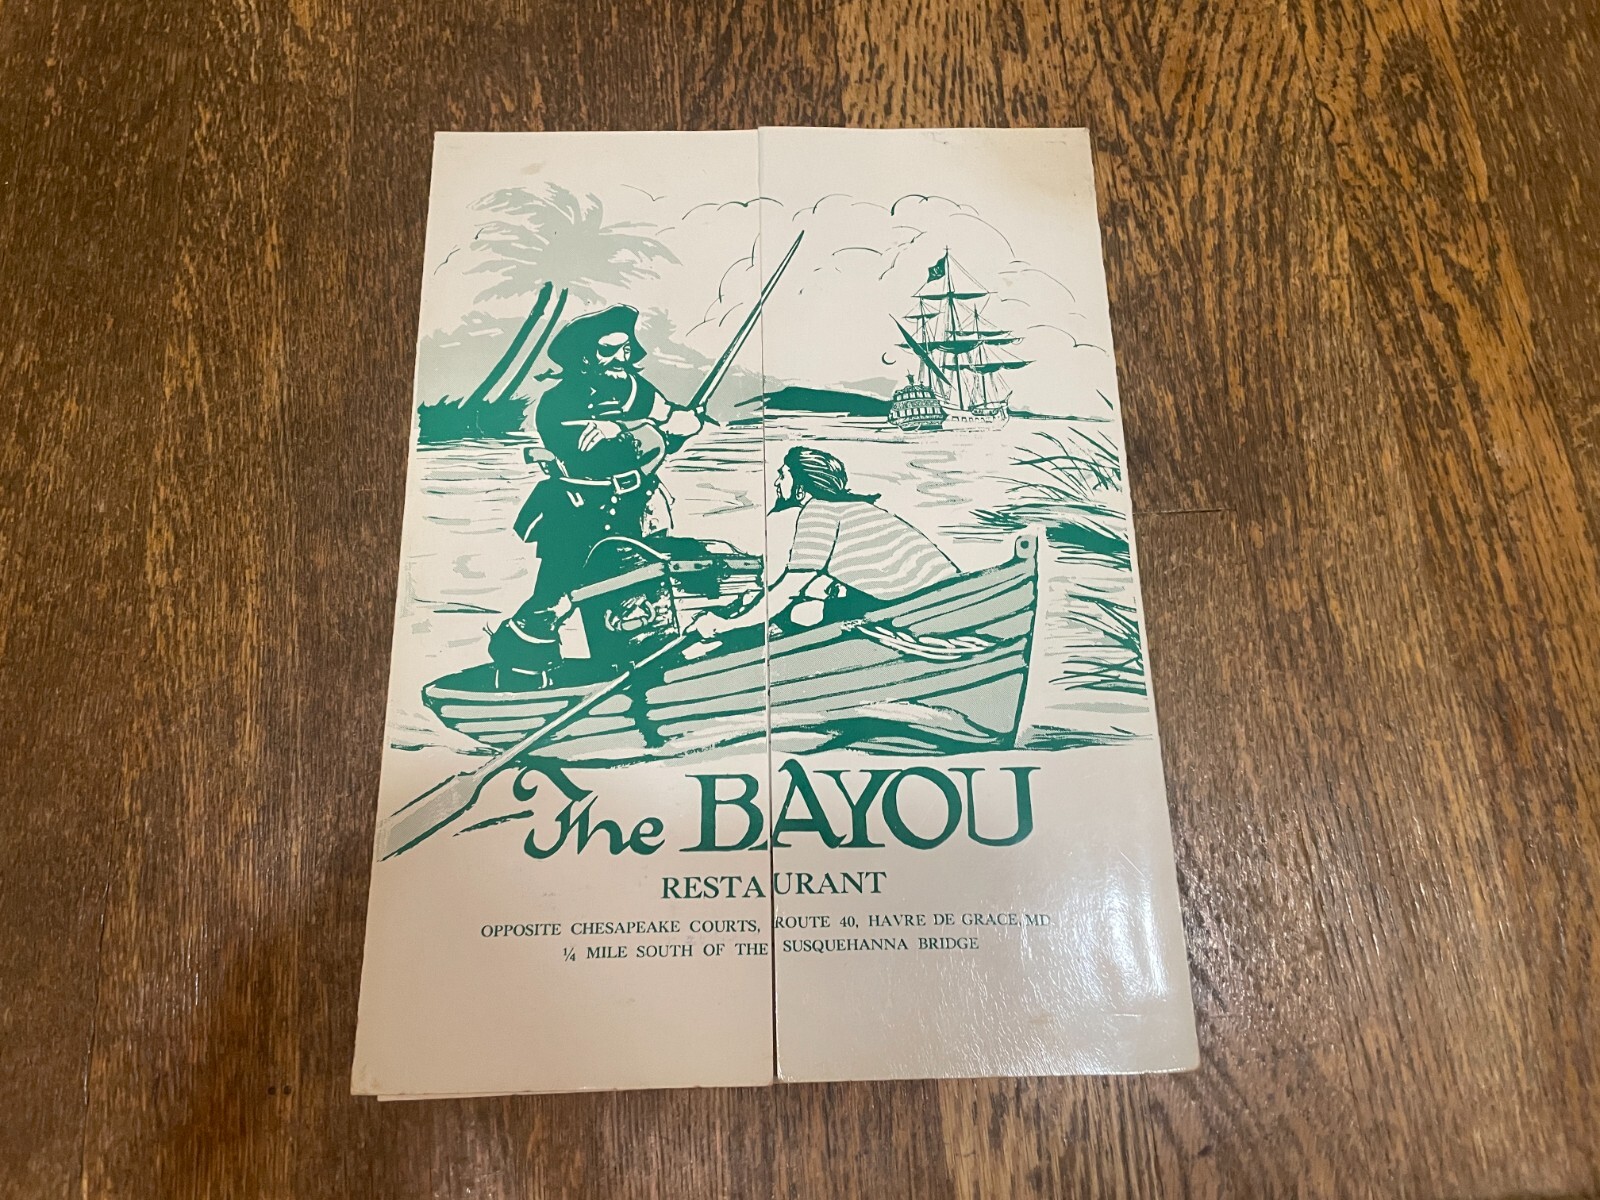 The BAYOU
RESTAURANT
OPPOSITE CHESAPEAKE COURTS, ROUTE 40, HAVRE DE GRACE, MD.
¼ MILE SOUTH OF THE SUSQUEHANNA BRIDGE